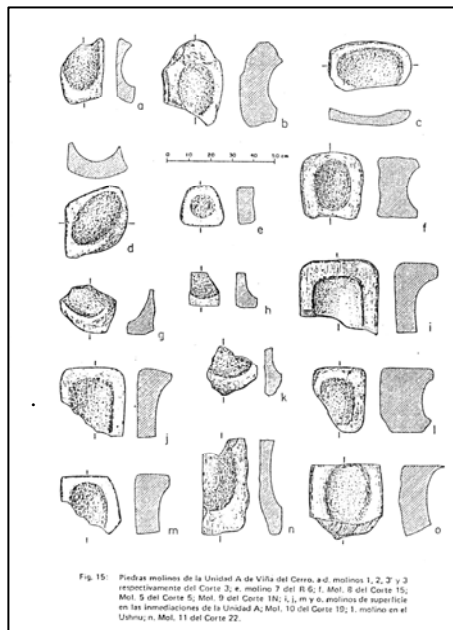 a
b
c
0 10 20 30 40 50 cm
d
e
f
g
h
i
j
k
l
m
n
o
Fig. 15: Piedras molinos de la Unidad A de Viña del Cerro. a-d. molinos 1, 2, 3' y 3
respectivamente del Corte 3; e. molino 7 del R-6; f. Mol. 8 del Corte 15;
Mol. 5 del Corte 5; Mol. 9 del Corte 1N; i, j, m y o. molinos de superficie
en las inmediaciones de la Unidad A; Mol. 10 del Corte 19; 1. molino en el
Ushnu; n. Mol. 11 del Corte 22.